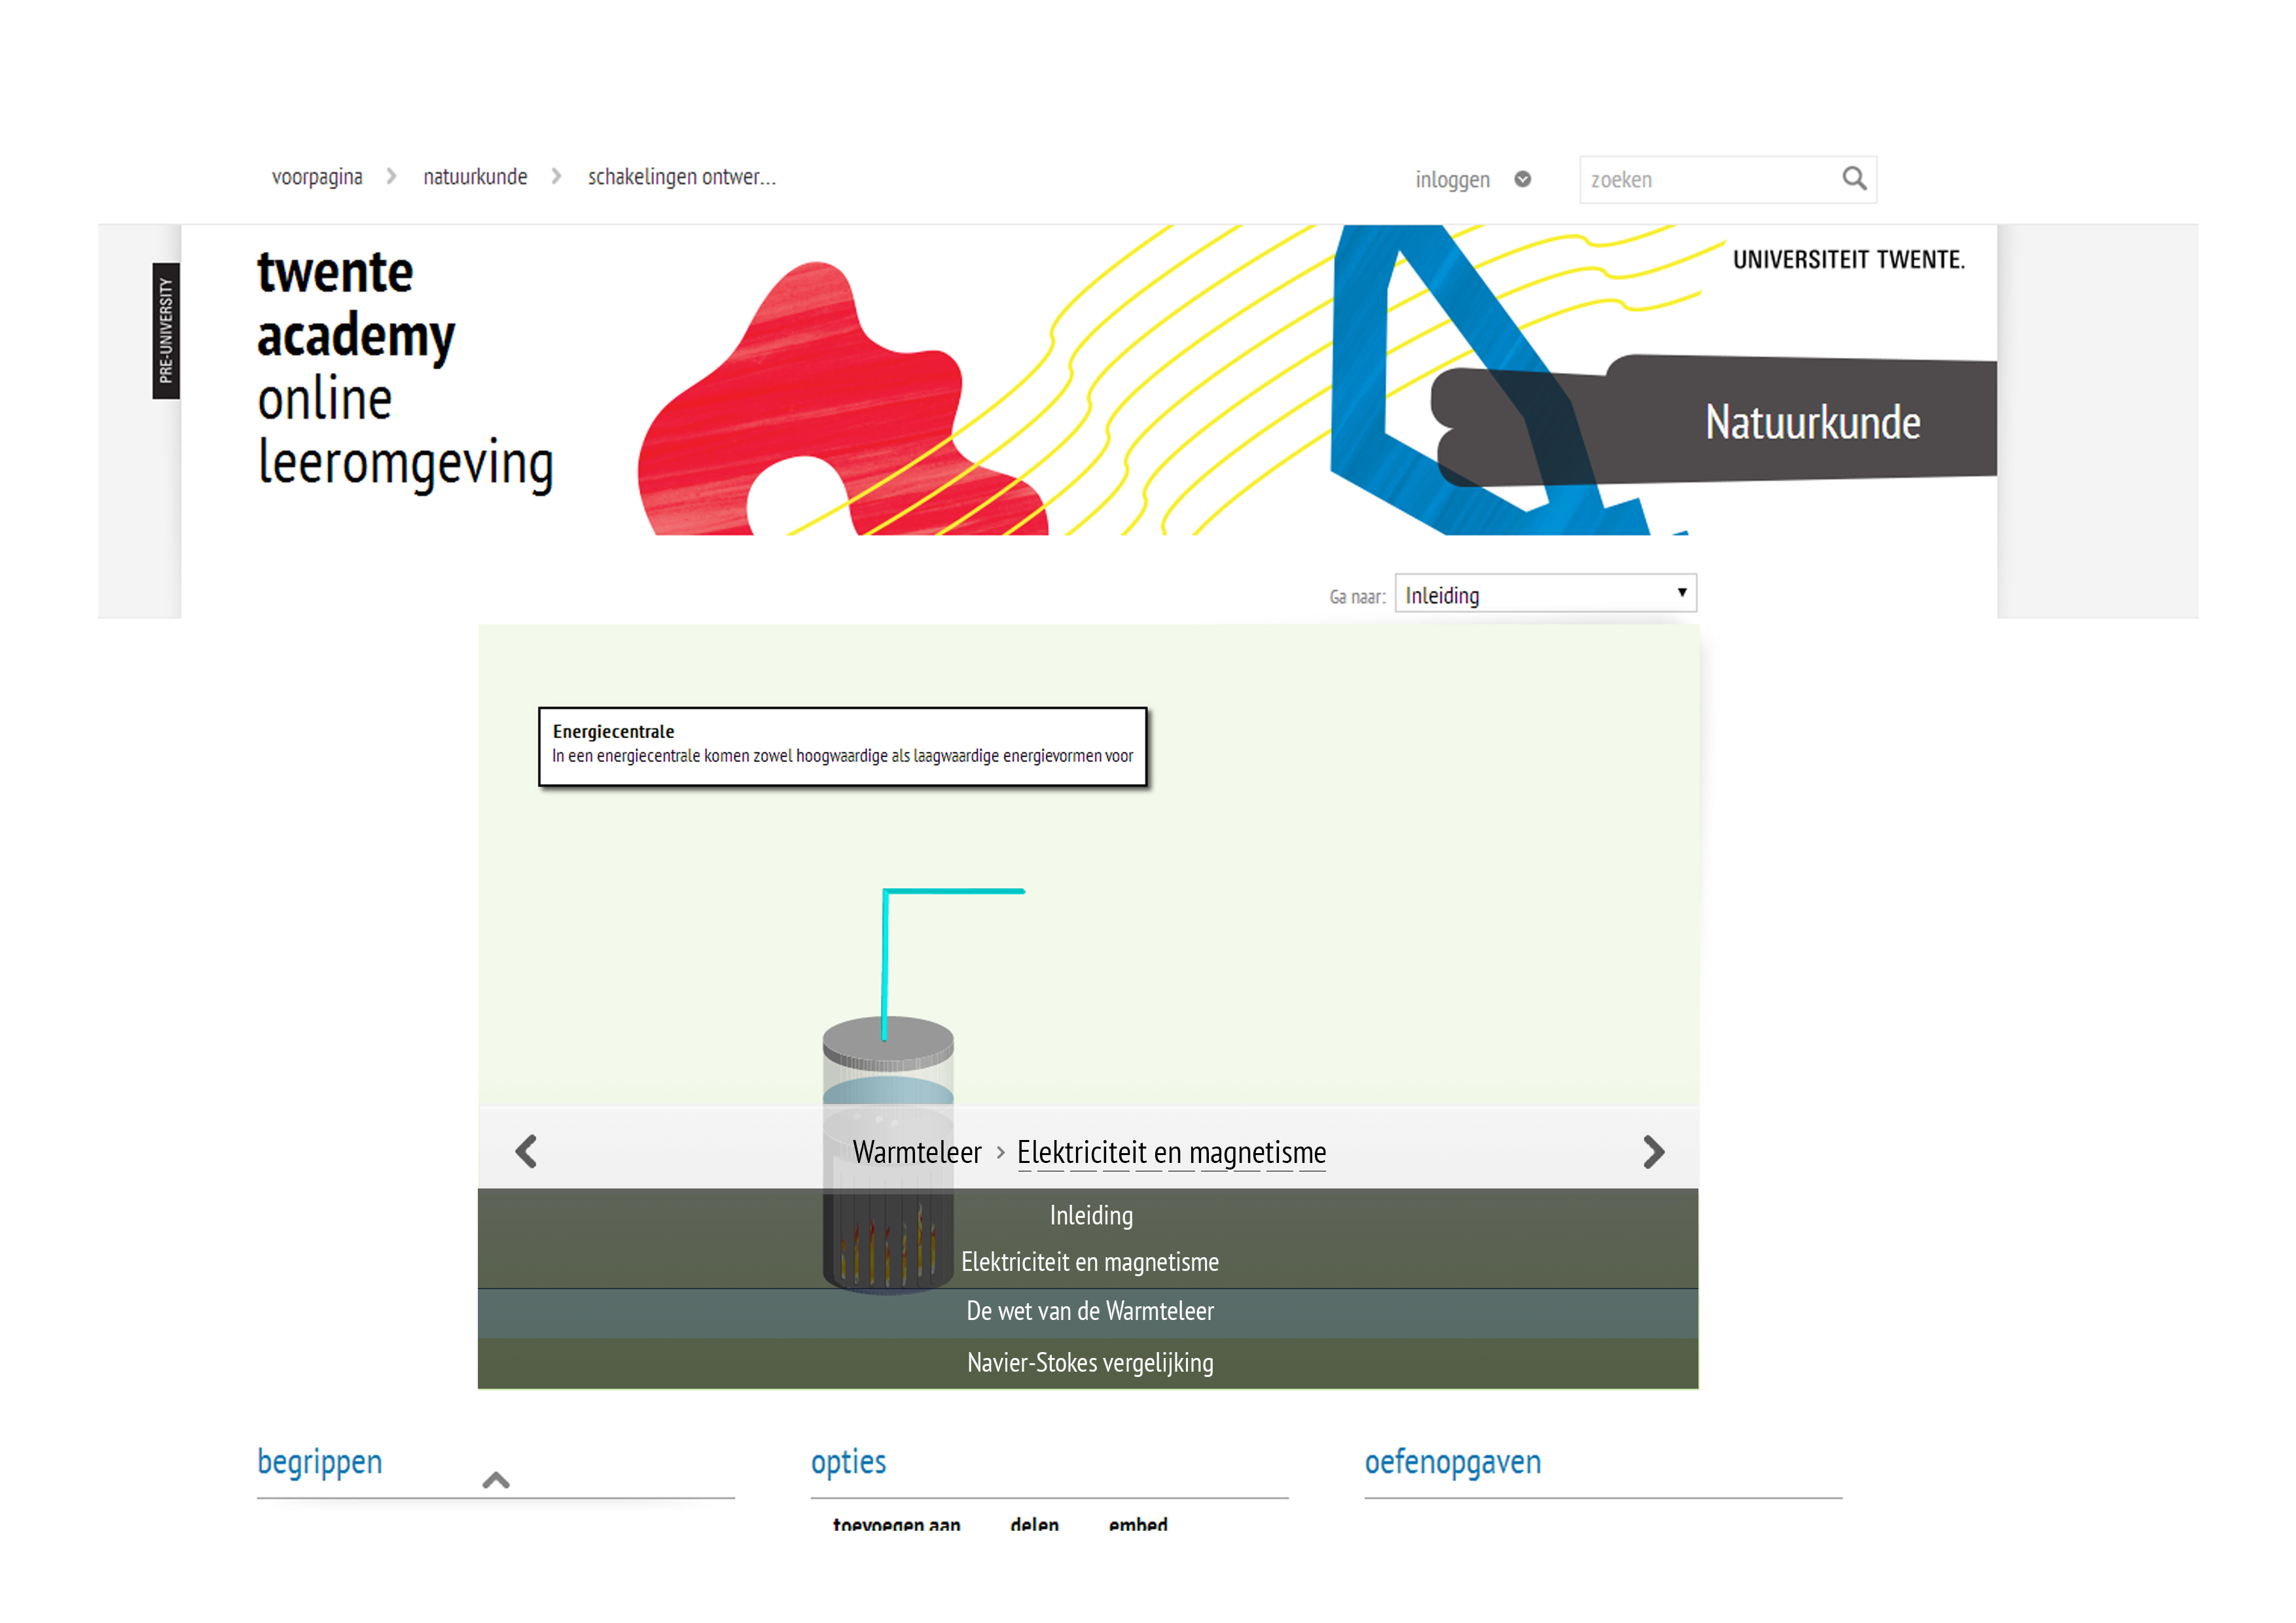 voorpagina > natuurkunde > schakelingen ontwer...
inloggen
zoeken
PRE-UNIVERSITY
twente
academy
online
leeromgeving
UNIVERSITEIT TWENTE.
Natuurkunde
Ga naar: Inleiding
Energiecentrale
In een energiecentrale komen zowel hoogwaardige als laagwaardige energievormen voor
Warmteleer > Elektriciteit en magnetisme
Inleiding
Elektriciteit en magnetisme
De wet van de Warmteleer
Navier-Stokes vergelijking
begrippen
opties
oefenopgaven
toevoegen aan
delen
embed